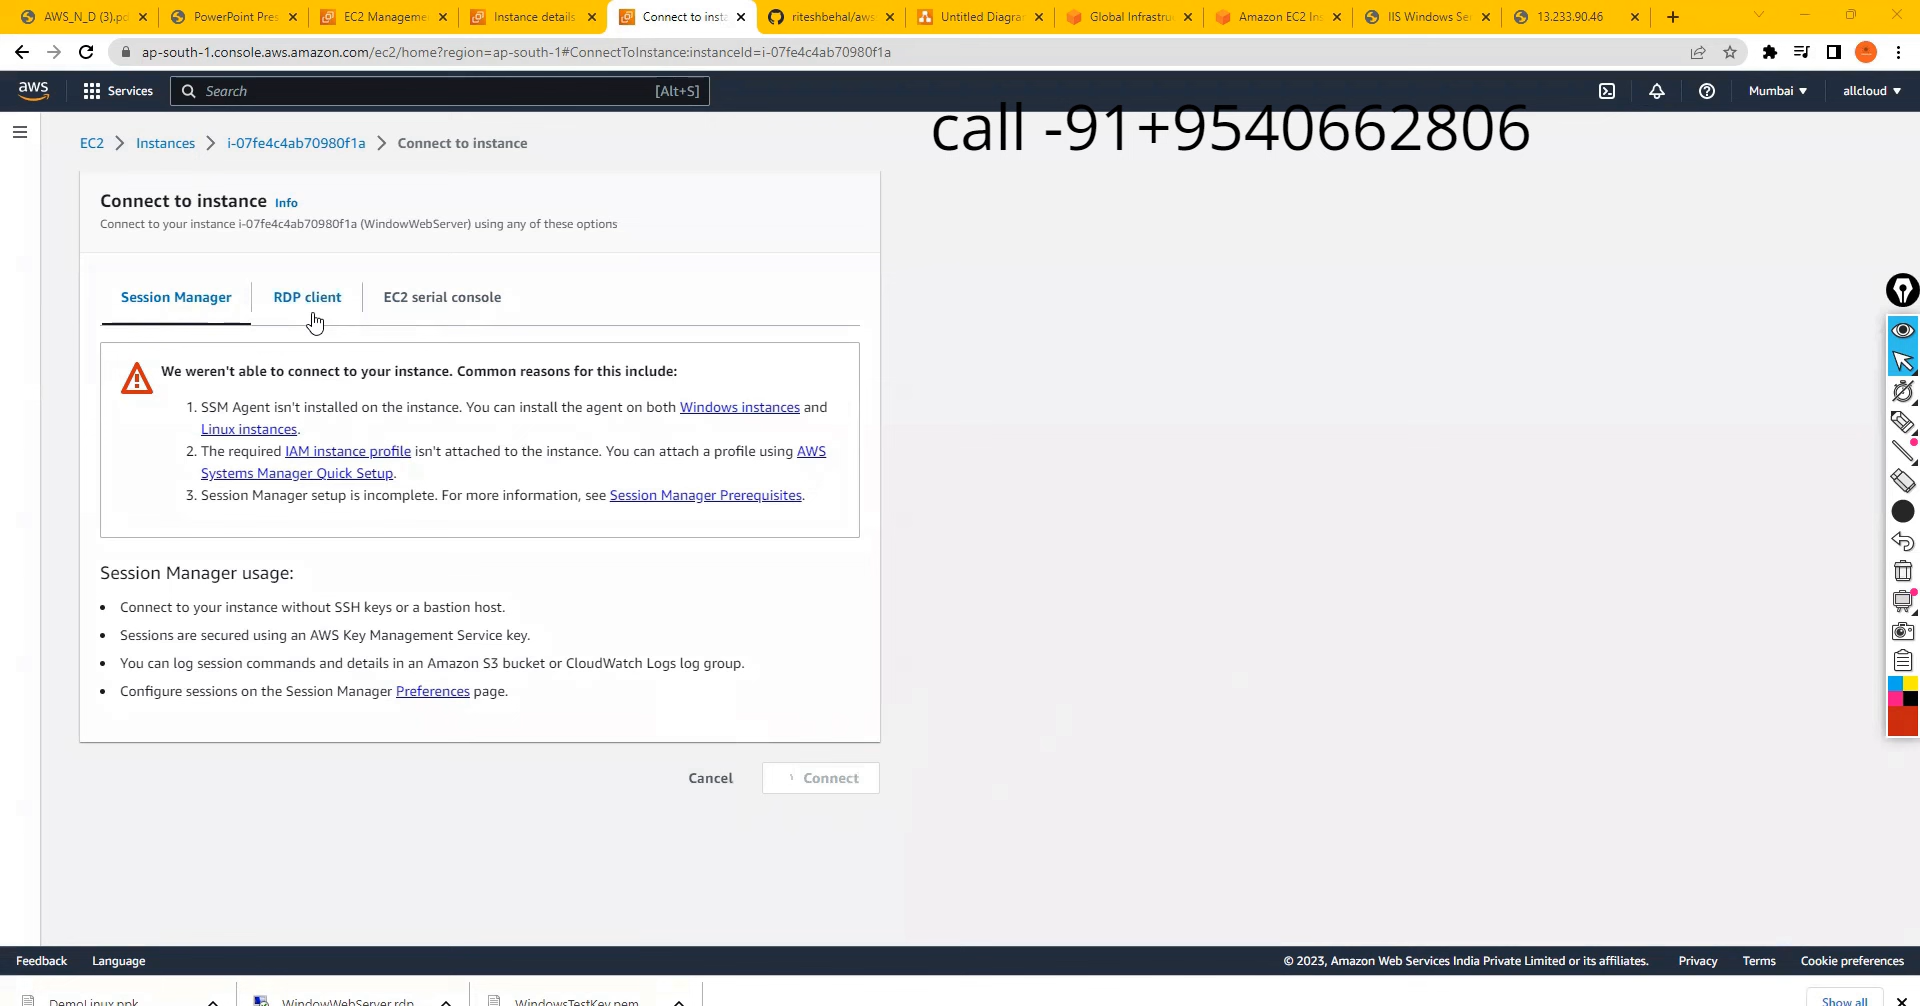 AWS_N_D (3).pd
PowerPoint Pres
EC2 Manageme
Instance details
Connect to inst
riteshbehal/aws
Untitled Diagra
Global Infrastru
Amazon EC2 Ins
IIS Windows Se
13.233.90.46
ap-south-1.console.aws.amazon.com/ec2/home?region=ap-south-1#ConnectToInstance:instanceId=i-07fe4c4ab70980f1a
aws
Services
Search
[Alt+S]
Mumbai
allcloud
call -91+9540662806
EC2
Instances
i-07fe4c4ab70980f1a
Connect to instance
Connect to instance Info
Connect to your instance i-07fe4c4ab70980f1a (WindowWebServer) using any of these options
Session Manager
RDP client
EC2 serial console
We weren't able to connect to your instance. Common reasons for this include:
1. SSM Agent isn't installed on the instance. You can install the agent on both Windows instances and
Linux instances.
2. The required IAM instance profile isn't attached to the instance. You can attach a profile using AWS
Systems Manager Quick Setup.
3. Session Manager setup is incomplete. For more information, see Session Manager Prerequisites.
Session Manager usage:
• Connect to your instance without SSH keys or a bastion host.
• Sessions are secured using an AWS Key Management Service key.
• You can log session commands and details in an Amazon S3 bucket or CloudWatch Logs log group.
• Configure sessions on the Session Manager Preferences page.
Cancel
Connect
Feedback
Language
© 2023, Amazon Web Services India Private Limited or its affiliates.
Privacy
Terms
Cookie preferences
DemoLinux.ppk
WindowWebServer.rdp
WindowsTestKey.pem
Show all